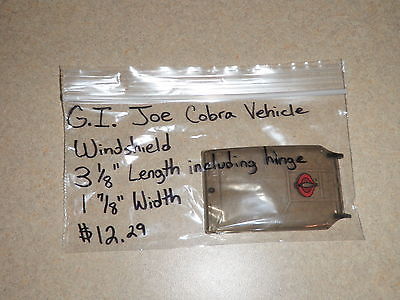 G.I. Joe Cobra Vehicle
Windshield
3 1/8" Length including hinge
1 7/8" Width
$12.29